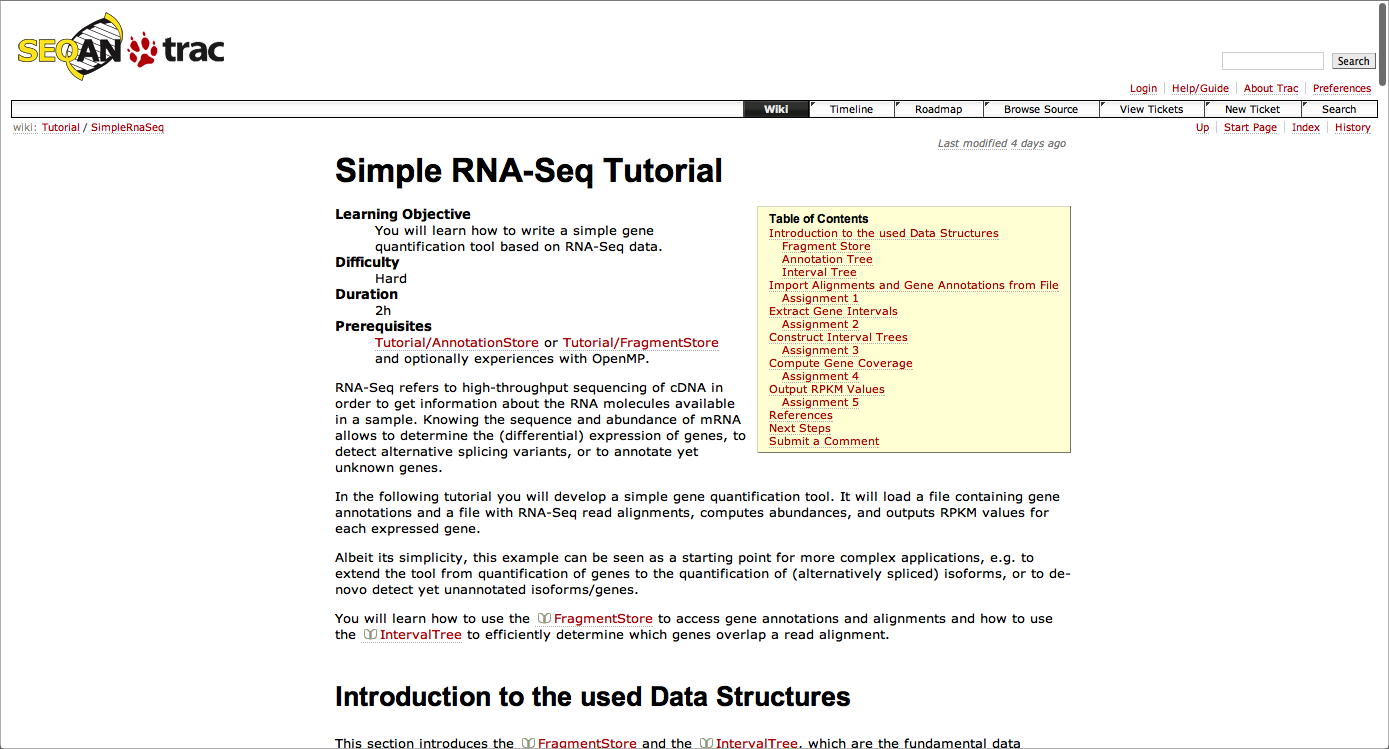 SEQAN trac
Search
Login Help/Guide About Trac Preferences
Wiki Timeline Roadmap Browse Source View Tickets New Ticket Search
wiki: Tutorial / SimpleRnaSeq
Up Start Page Index History
Last modified 4 days ago
Simple RNA-Seq Tutorial
Learning Objective
You will learn how to write a simple gene
quantification tool based on RNA-Seq data.
Difficulty
Hard
Duration
2h
Prerequisites
Tutorial/AnnotationStore or Tutorial/FragmentStore
and optionally experiences with OpenMP.
Table of Contents
Introduction to the used Data Structures
Fragment Store
Annotation Tree
Interval Tree
Import Alignments and Gene Annotations from File
Assignment 1
Extract Gene Intervals
Assignment 2
Construct Interval Trees
Assignment 3
Compute Gene Coverage
Assignment 4
Output RPKM Values
Assignment 5
References
Next Steps
Submit a Comment
RNA-Seq refers to high-throughput sequencing of cDNA in
order to get information about the RNA molecules available
in a sample. Knowing the sequence and abundance of mRNA
allows to determine the (differential) expression of genes, to
detect alternative splicing variants, or to annotate yet
unknown genes.
In the following tutorial you will develop a simple gene quantification tool. It will load a file containing gene
annotations and a file with RNA-Seq read alignments, computes abundances, and outputs RPKM values for
each expressed gene.
Albeit its simplicity, this example can be seen as a starting point for more complex applications, e.g. to
extend the tool from quantification of genes to the quantification of (alternatively spliced) isoforms, or to de-
novo detect yet unannotated isoforms/genes.
You will learn how to use the FragmentStore to access gene annotations and alignments and how to use
the IntervalTree to efficiently determine which genes overlap a read alignment.
Introduction to the used Data Structures
This section introduces the FragmentStore and the IntervalTree, which are the fundamental data